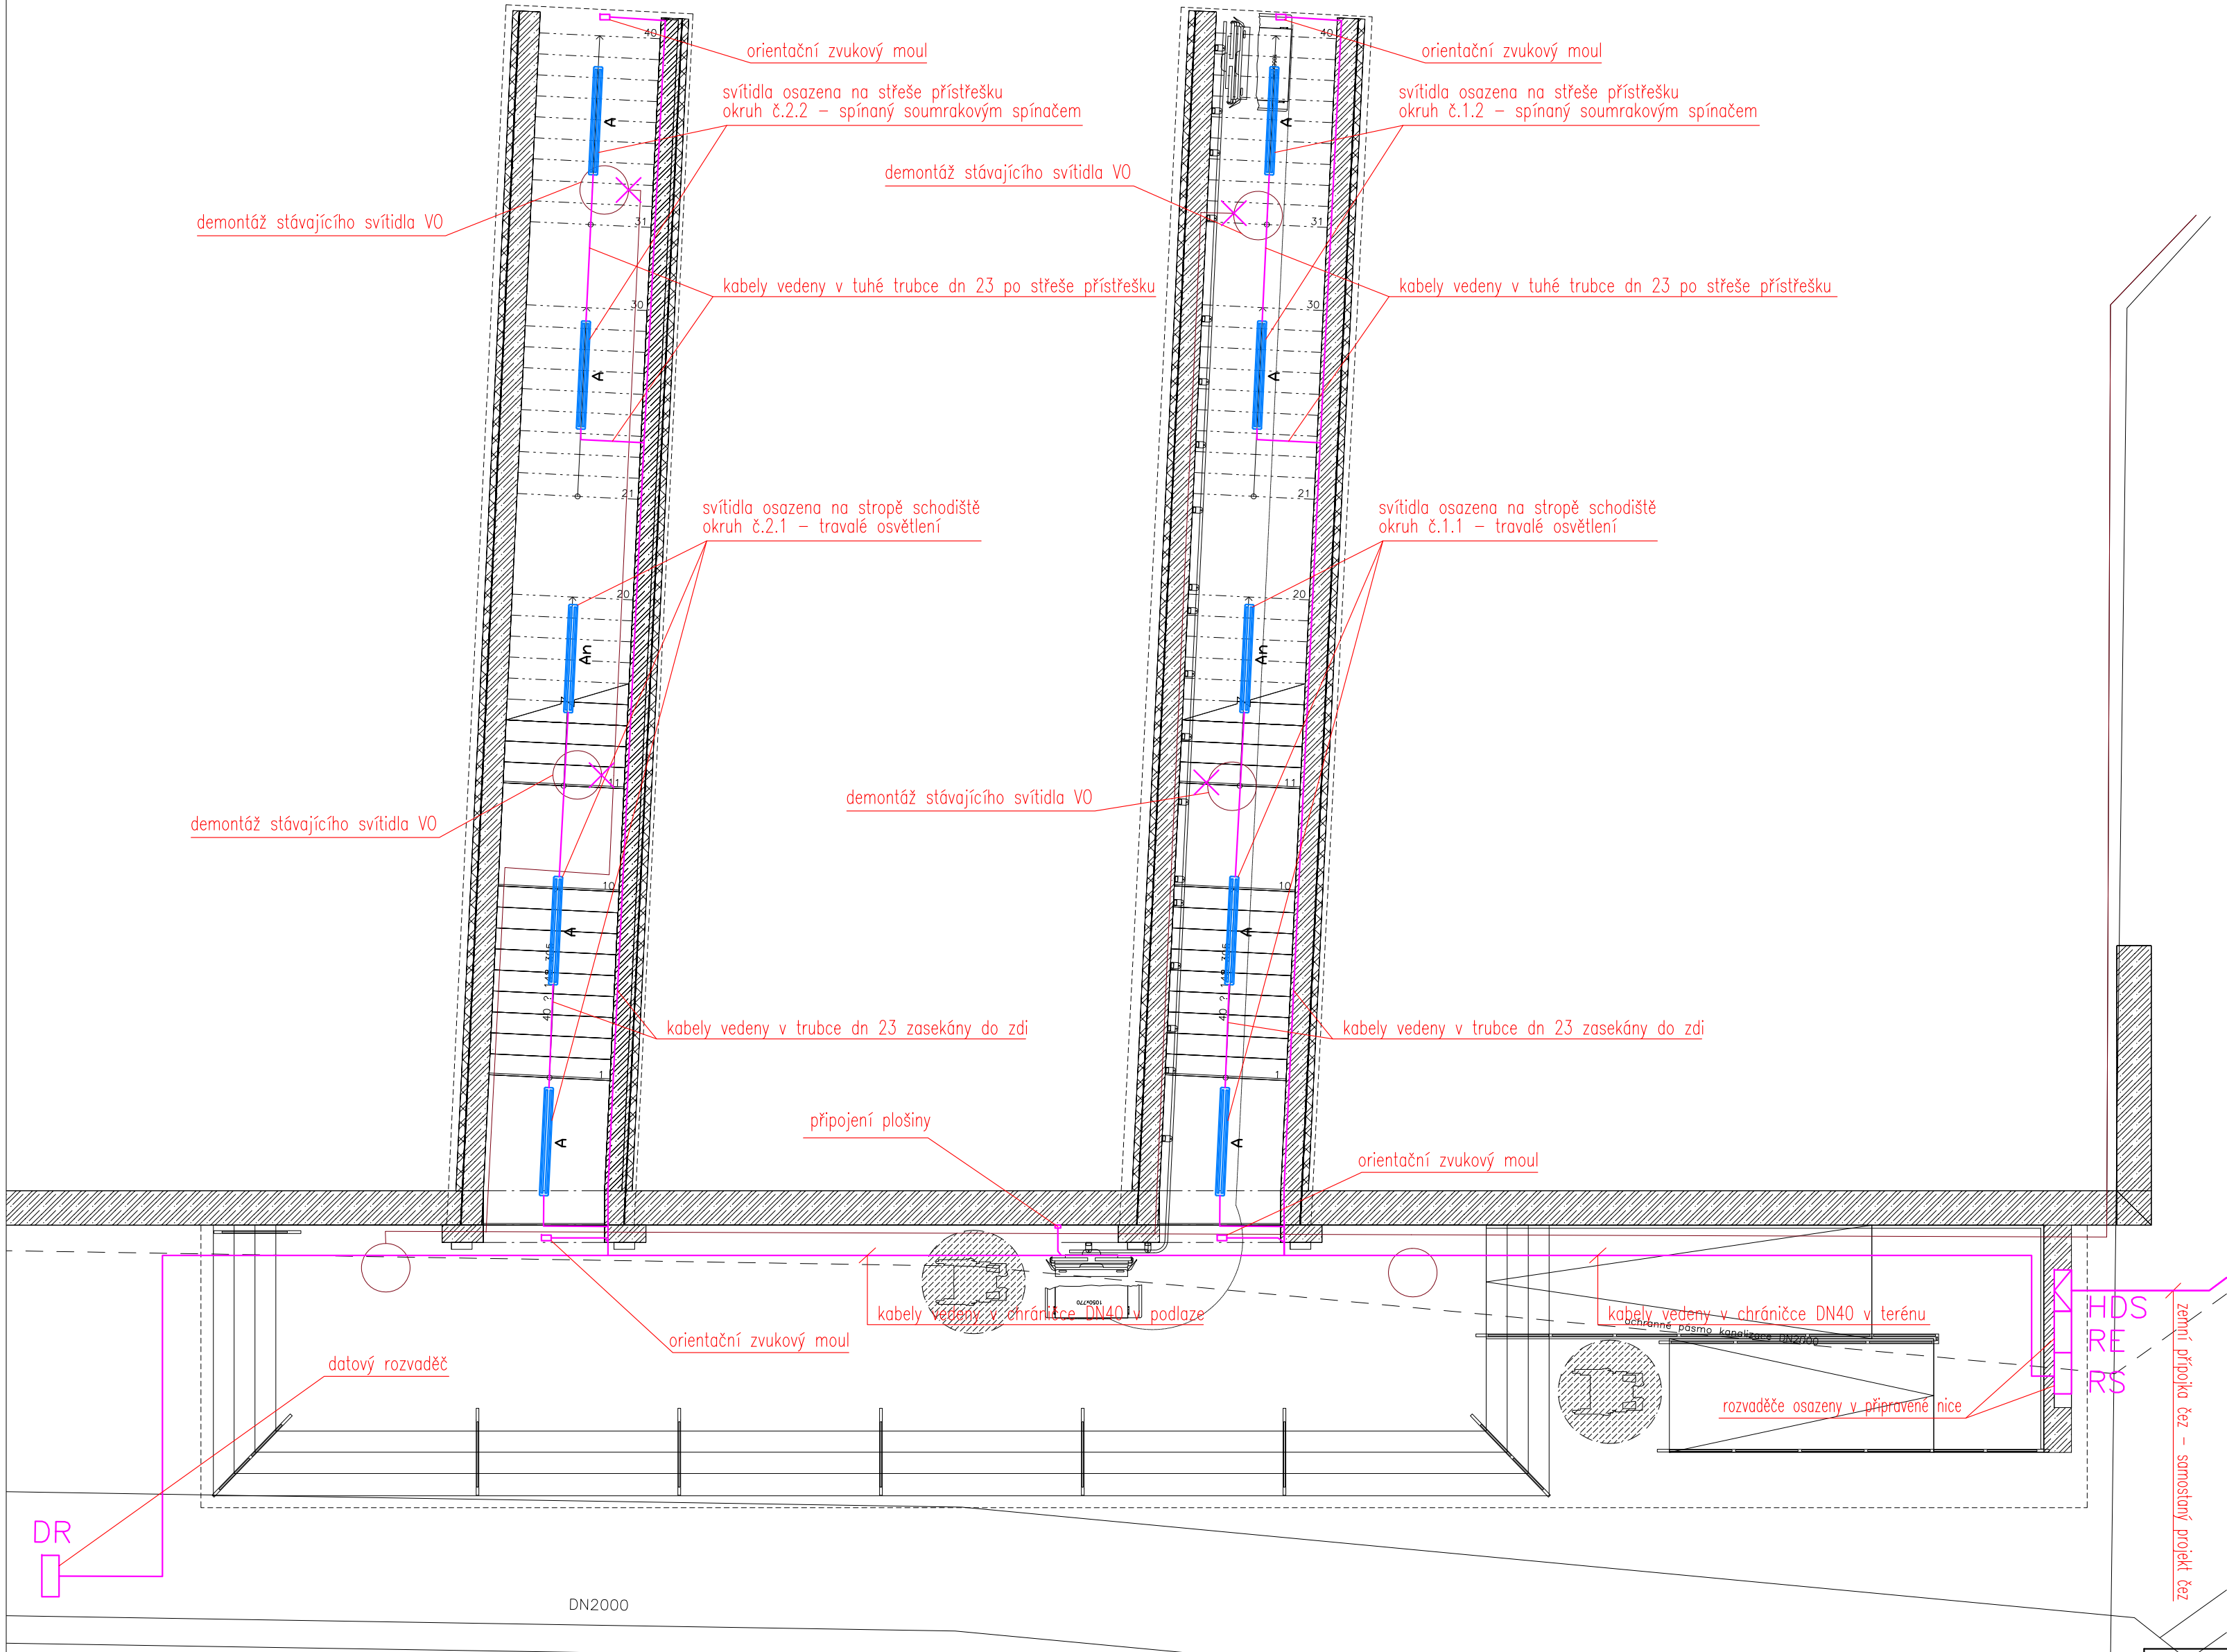 40
orientační zvukový moul
svítidla osazena na střeše přístřešku
okruh č.2.2 – spínaný soumrakovým spínačem
A
demontáž stávajícího svítidla VO
31
kabely vedeny v tuhé trubce dn 23 po střeše přístřešku
30
A
21
svítidla osazena na stropě schodiště
okruh č.2.1 – travalé osvětlení
20
An
11
demontáž stávajícího svítidla VO
10
A
kabely vedeny v trubce dn 23 zasekány do zdi
1
A
40
orientační zvukový moul
svítidla osazena na střeše přístřešku
okruh č.1.2 – spínaný soumrakovým spínačem
A
demontáž stávajícího svítidla VO
31
kabely vedeny v tuhé trubce dn 23 po střeše přístřešku
30
A
21
svítidla osazena na stropě schodiště
okruh č.1.1 – travalé osvětlení
20
An
11
demontáž stávajícího svítidla VO
10
A
kabely vedeny v trubce dn 23 zasekány do zdi
1
A
připojení plošiny
orientační zvukový moul
1050x770
kabely vedeny v chráničce DN40 v podlaze
kabely vedeny v chráničce DN40 v terénu
ochranné pásmo kanalizace DN2000
orientační zvukový moul
datový rozvaděč
HDS
RE
RS
rozvaděče osazeny v připravené nice
zemní přípojka čez – samostaný projekt čez
DR
DN2000